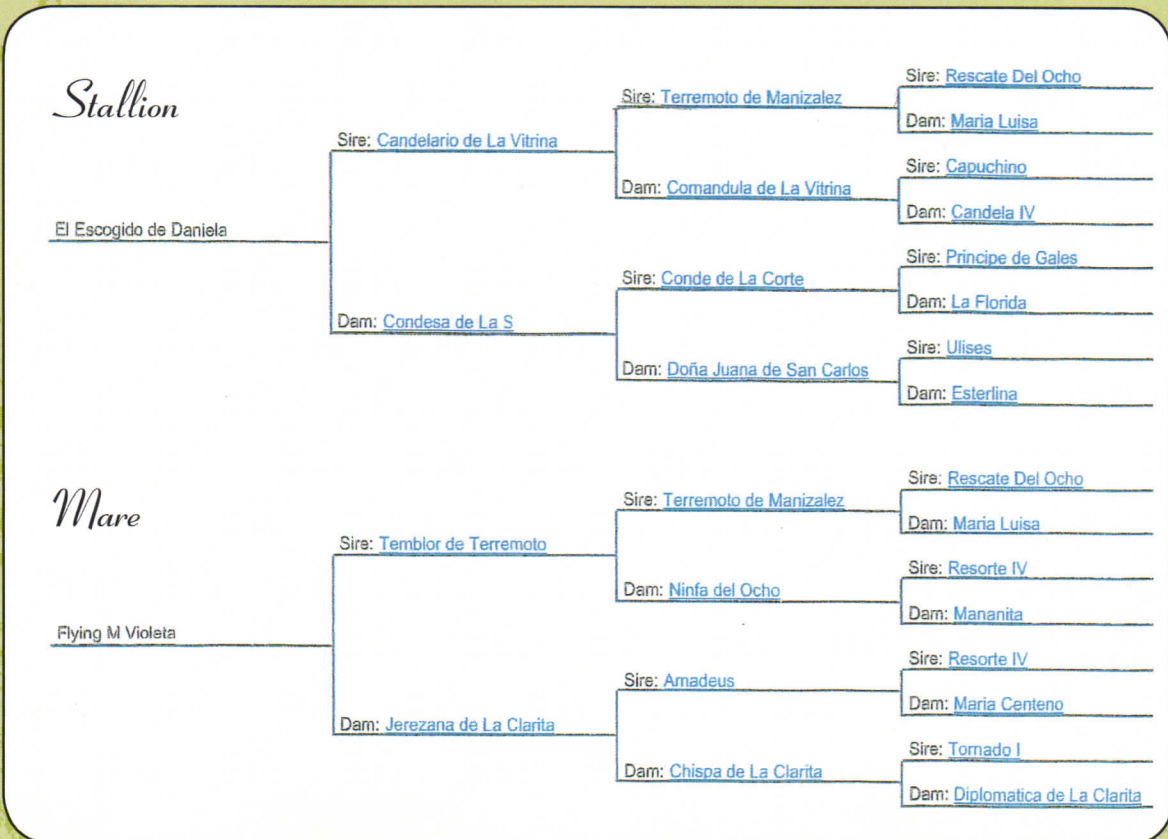 Stallion
Sire: Rescate Del Ocho
Sire: Terremoto de Manizalez
Dam: Maria Luisa
Sire: Candelario de La Vitrina
Sire: Capuchino
Dam: Comandula de La Vitrina
Dam: Candela IV
El Escogido de Daniela
Sire: Principe de Gales
Sire: Conde de La Corte
Dam: La Florida
Dam: Condesa de La S
Sire: Ulises
Dam: Doña Juana de San Carlos
Dam: Esterlina
Mare
Sire: Rescate Del Ocho
Sire: Terremoto de Manizalez
Dam: Maria Luisa
Sire: Temblor de Terremoto
Sire: Resorte IV
Dam: Ninfa del Ocho
Dam: Mananita
Flying M Violeta
Sire: Resorte IV
Sire: Amadeus
Dam: Maria Centeno
Dam: Jerezana de La Clarita
Sire: Tornado I
Dam: Chispa de La Clarita
Dam: Diplomatica de La Clarita